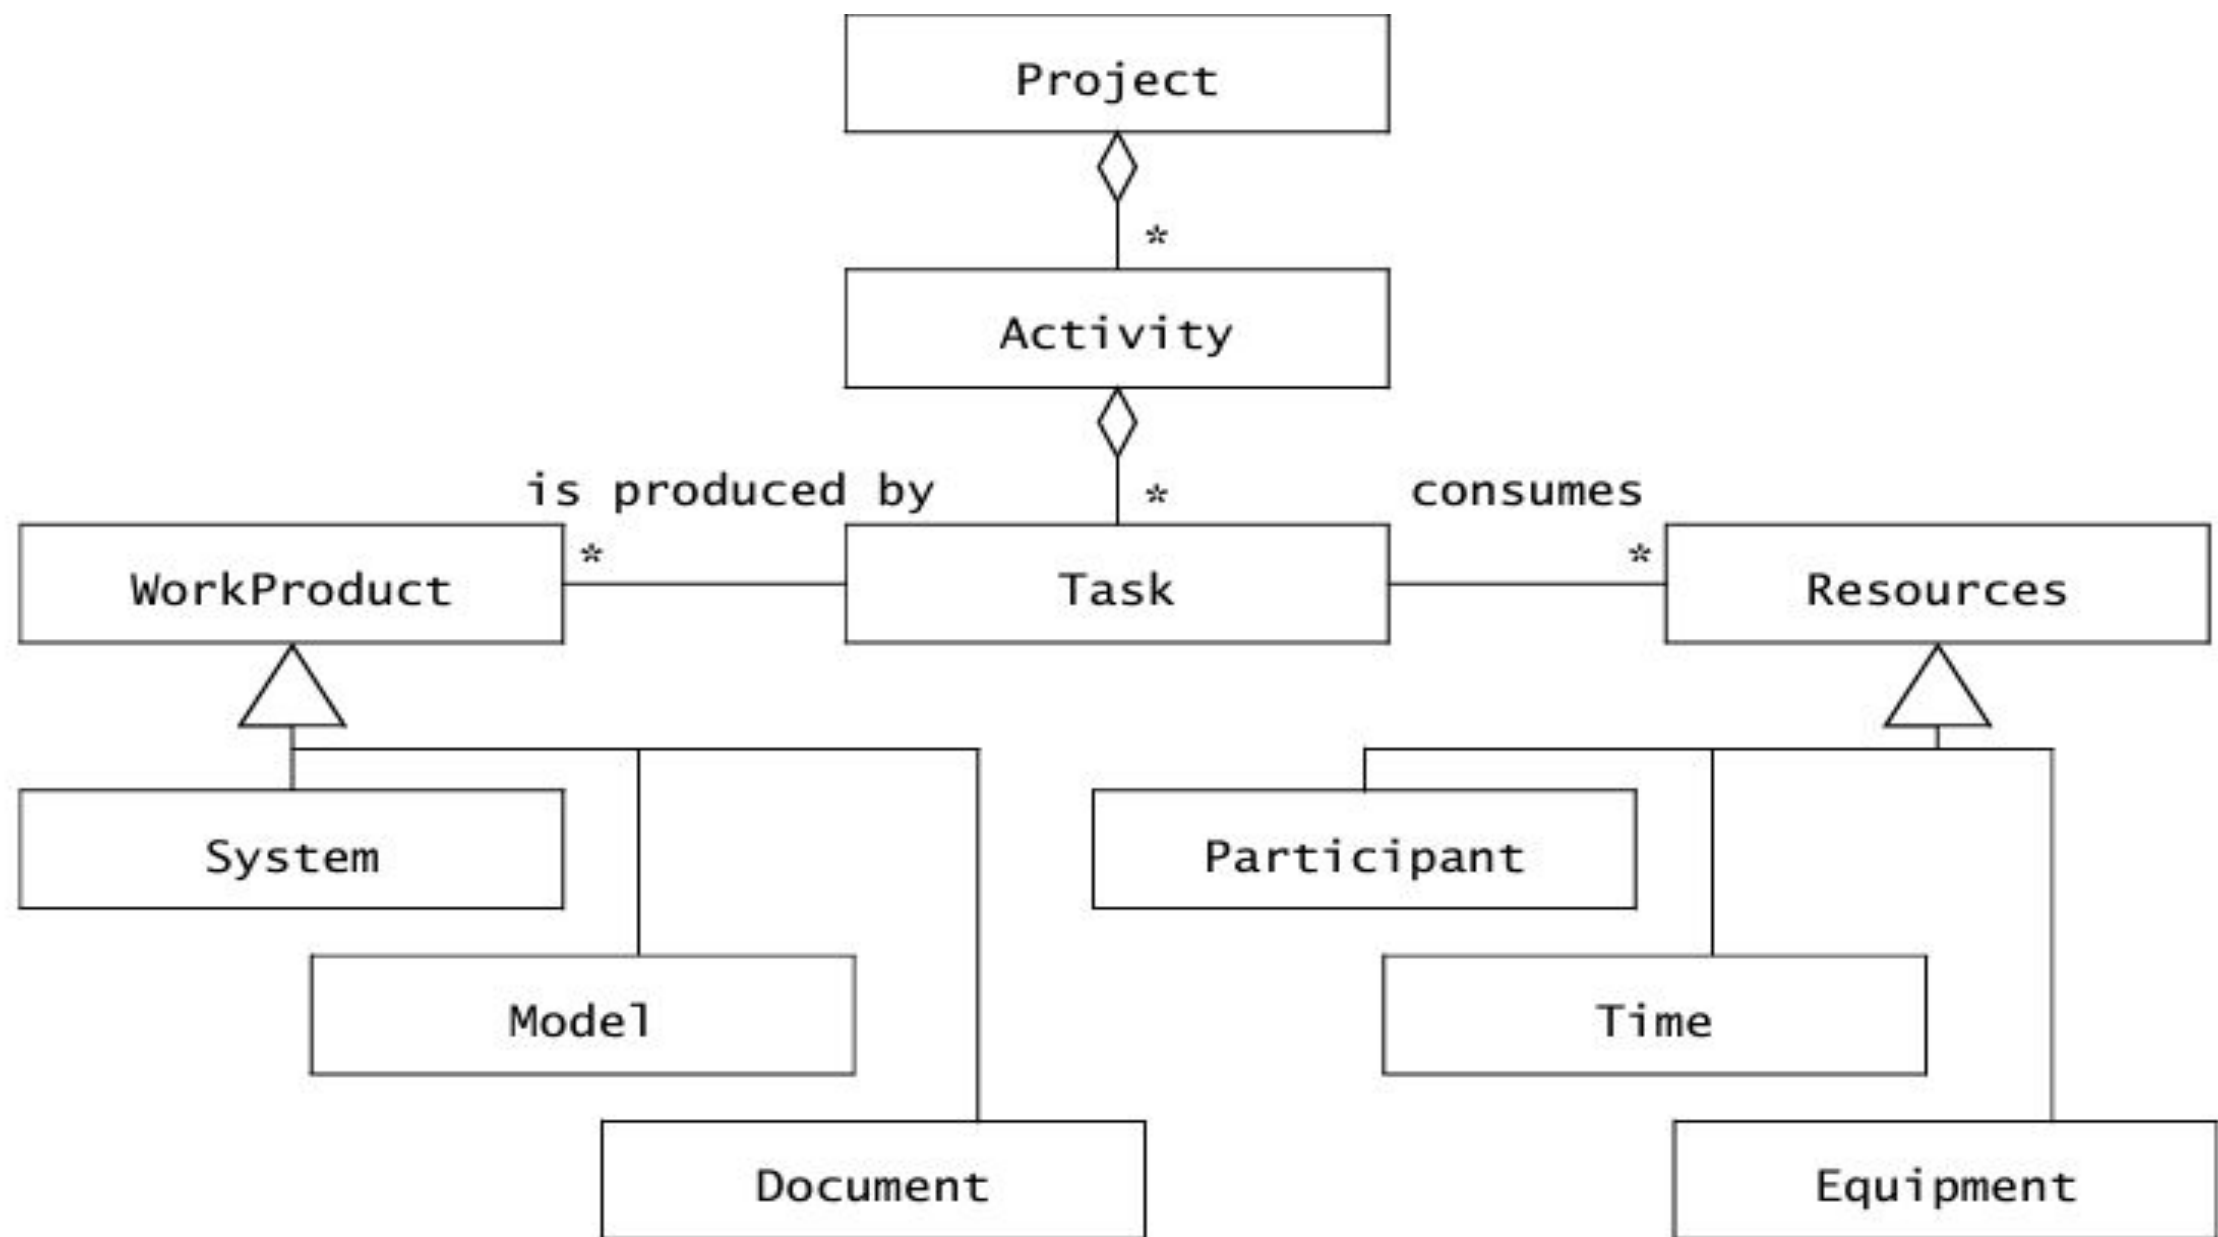 Project
*
Activity
is produced by
*
consumes
*
*
WorkProduct
Task
Resources
System
Participant
Model
Time
Document
Equipment